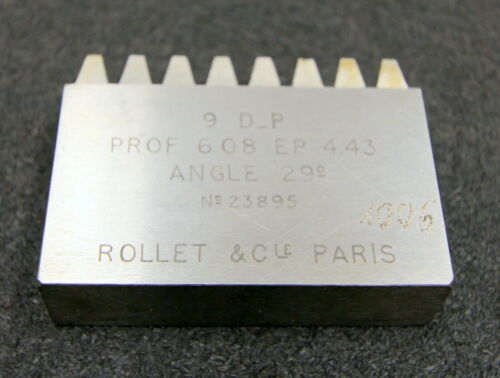 9 D_P
PROF 6.08 EP 4.43
ANGLE 29º
Nº 23895
ROLLET & CIE PARIS